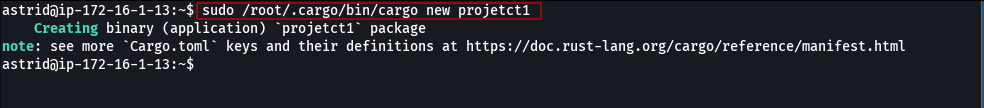 astrid@ip-172-16-1-13:~$ sudo /root/.cargo/bin/cargo new projetct1
    Creating binary (application) `projetct1` package
note: see more `Cargo.toml` keys and their definitions at https://doc.rust-lang.org/cargo/reference/manifest.html
astrid@ip-172-16-1-13:~$